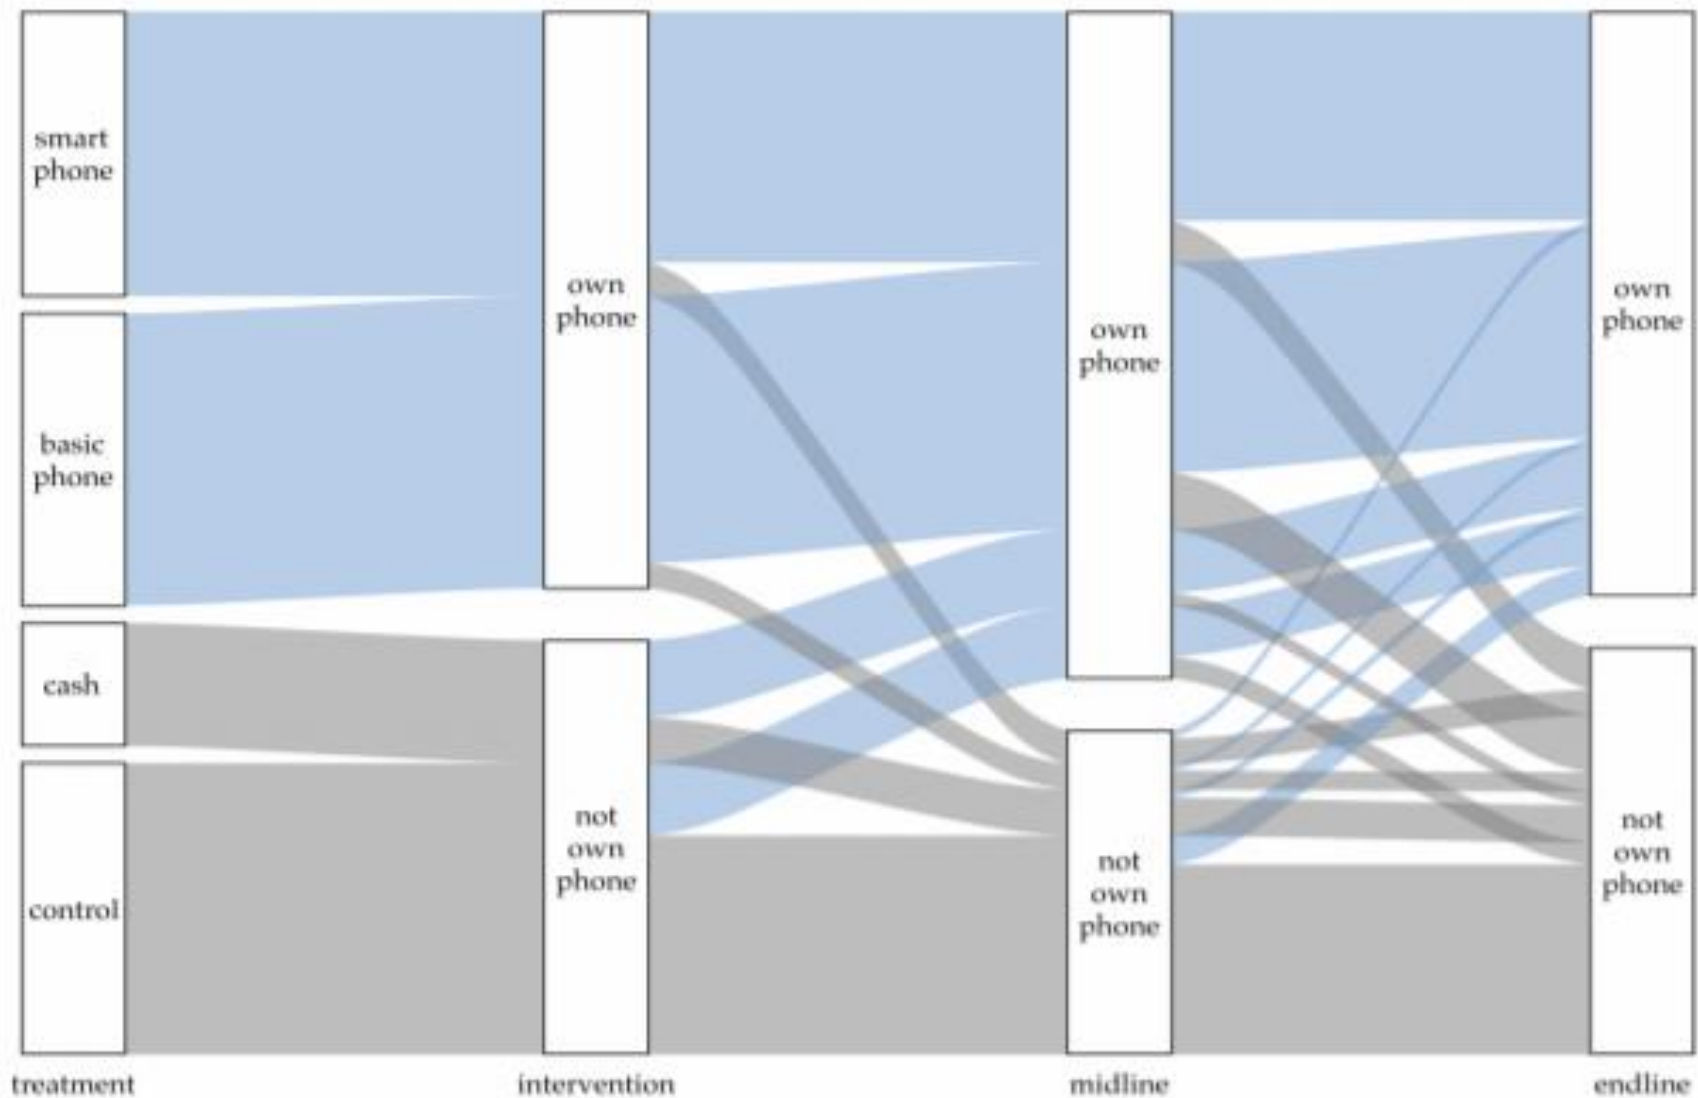 smart
phone
basic
phone
cash
control
treatment
own
phone
not
own
phone
intervention
own
phone
not
own
phone
midline
own
phone
not
own
phone
endline